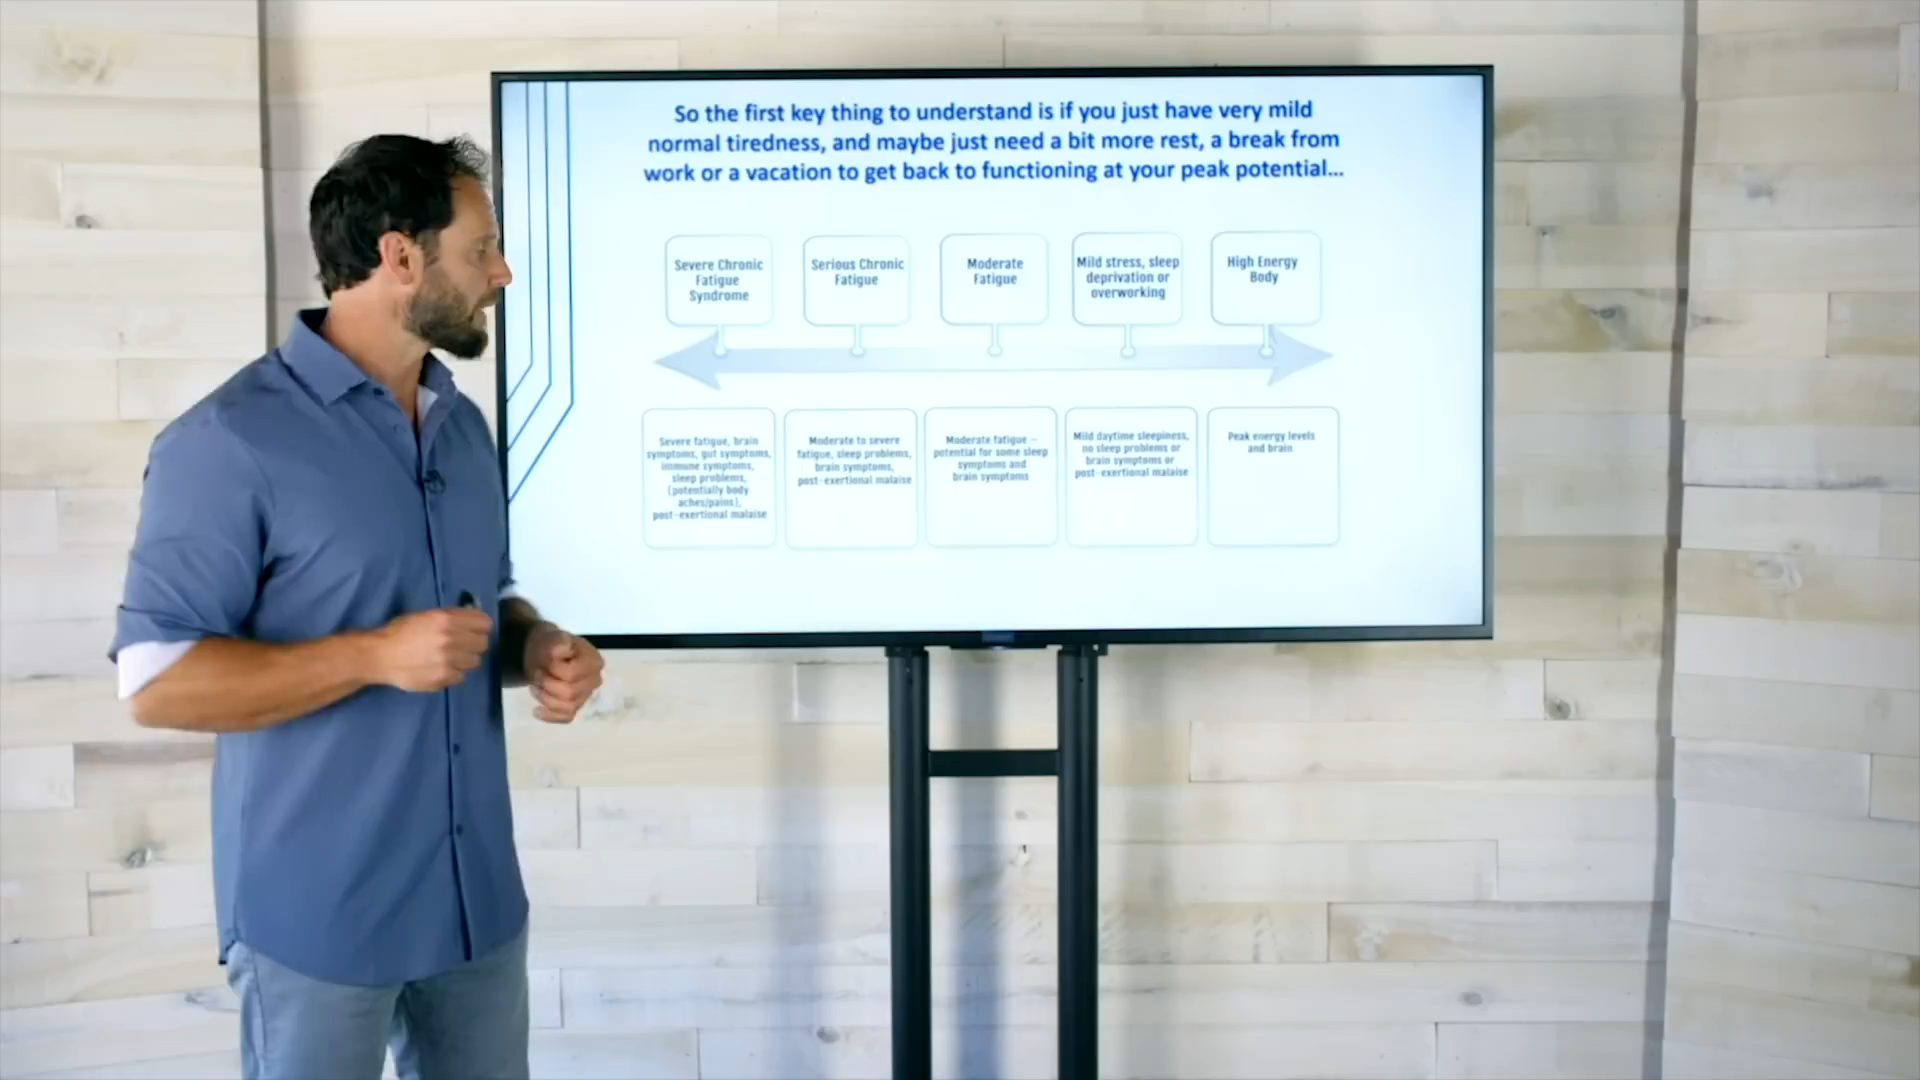 So the first key thing to understand is if you just have very mild
normal tiredness, and maybe just need a bit more rest, a break from
work or a vacation to get back to functioning at your peak potential...
Severe Chronic
Fatigue
Syndrome
Serious Chronic
Fatigue
Moderate
Fatigue
Mild stress, sleep
deprivation or
overworking
High Energy
Body
Severe fatigue, brain
symptoms, gut symptoms,
immune symptoms,
sleep problems,
(potentially body
aches/pains),
post-exertional malaise
Moderate to severe
fatigue, sleep problems,
brain symptoms,
post-exertional malaise
Moderate fatigue –
potential for some sleep
symptoms and
brain symptoms
Mild daytime sleepiness,
no sleep problems or
brain symptoms or
post-exertional malaise
Peak energy levels
and brain